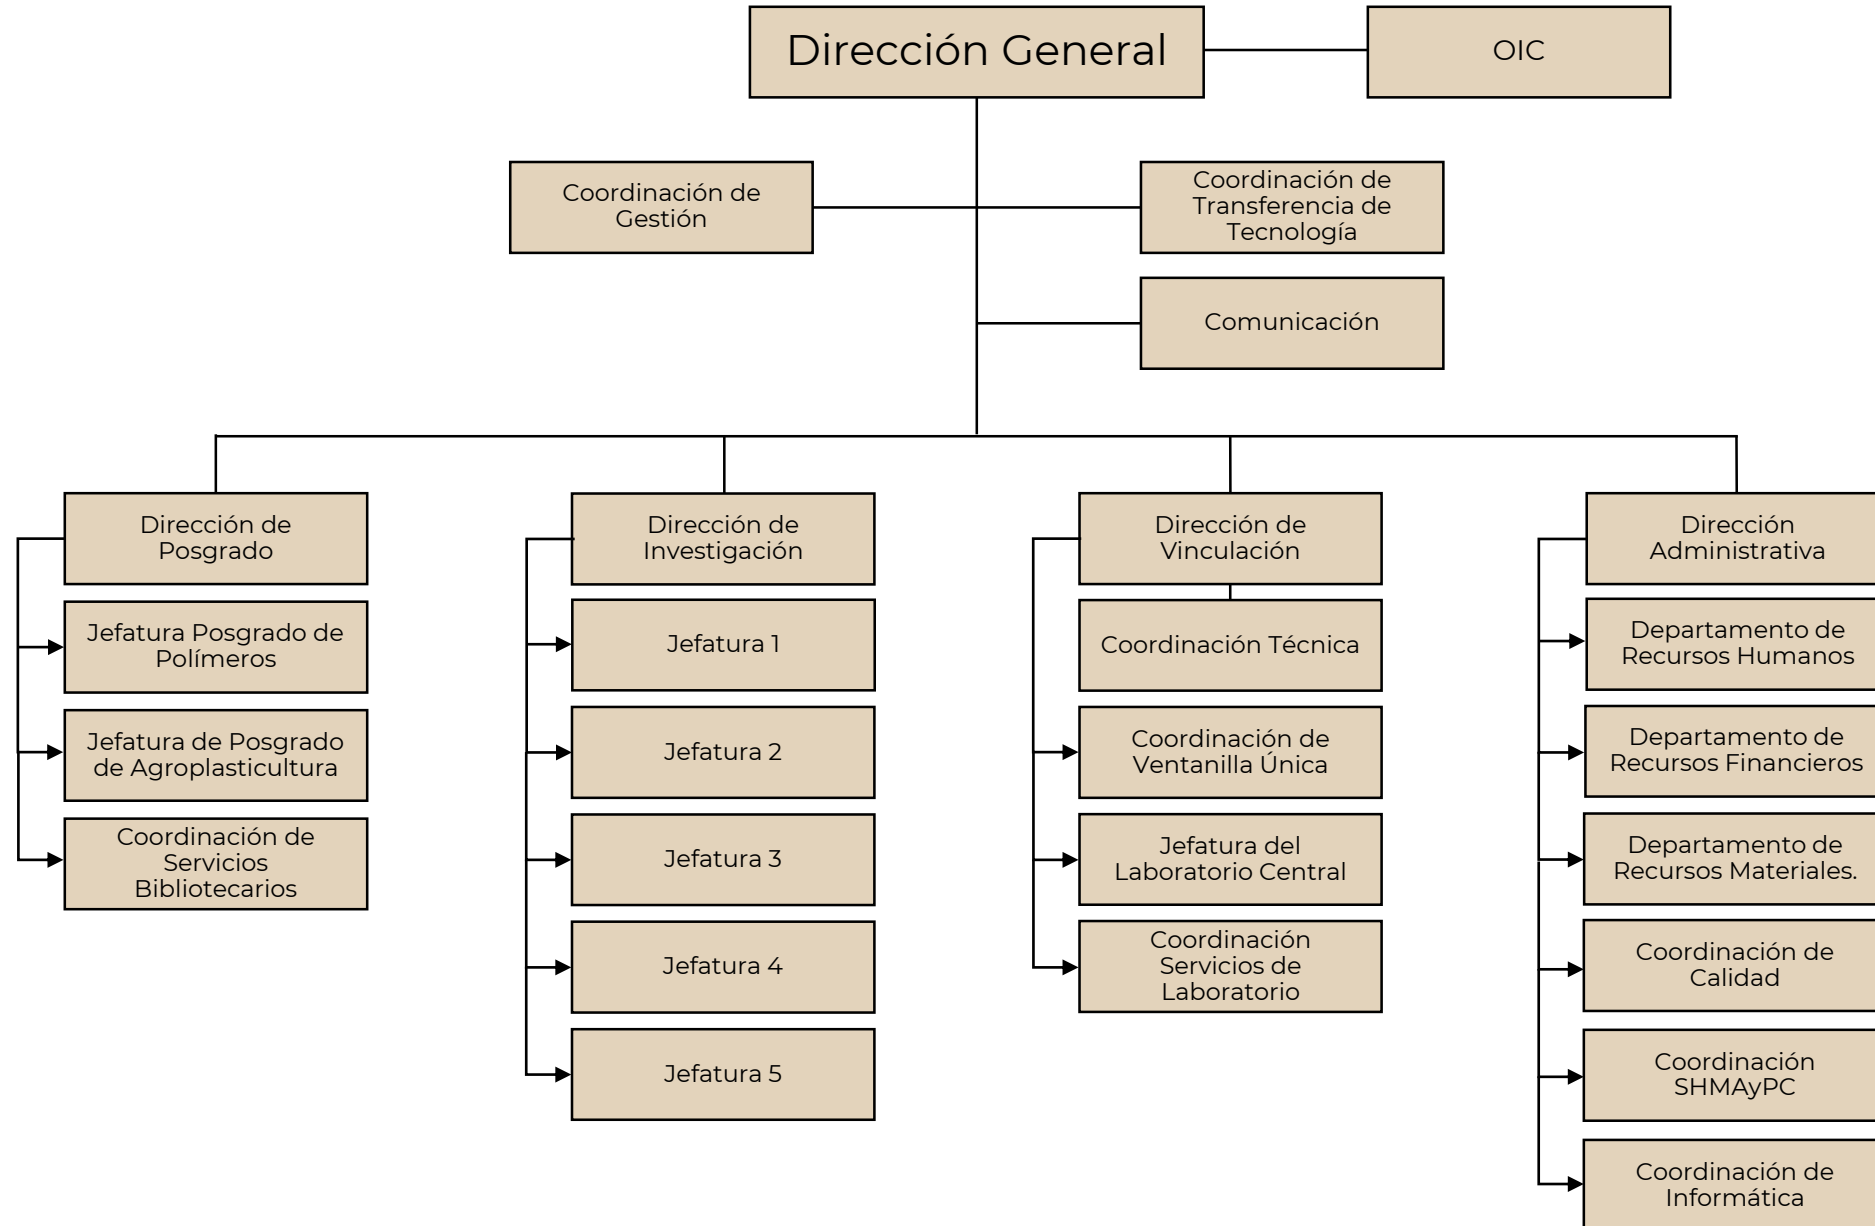 Dirección General
OIC
Coordinación de
Gestión
Coordinación de
Transferencia de
Tecnología
Comunicación
Dirección de
Posgrado
Jefatura Posgrado de
Polímeros
Jefatura de Posgrado
de Agroplasticultura
Coordinación de
Servicios
Bibliotecarios
Dirección de
Investigación
Jefatura 1
Jefatura 2
Jefatura 3
Jefatura 4
Jefatura 5
Dirección de
Vinculación
Coordinación Técnica
Coordinación de
Ventanilla Única
Jefatura del
Laboratorio Central
Coordinación
Servicios de
Laboratorio
Dirección
Administrativa
Departamento de
Recursos Humanos
Departamento de
Recursos Financieros
Departamento de
Recursos Materiales.
Coordinación de
Calidad
Coordinación
SHMAyPC
Coordinación de
Informática